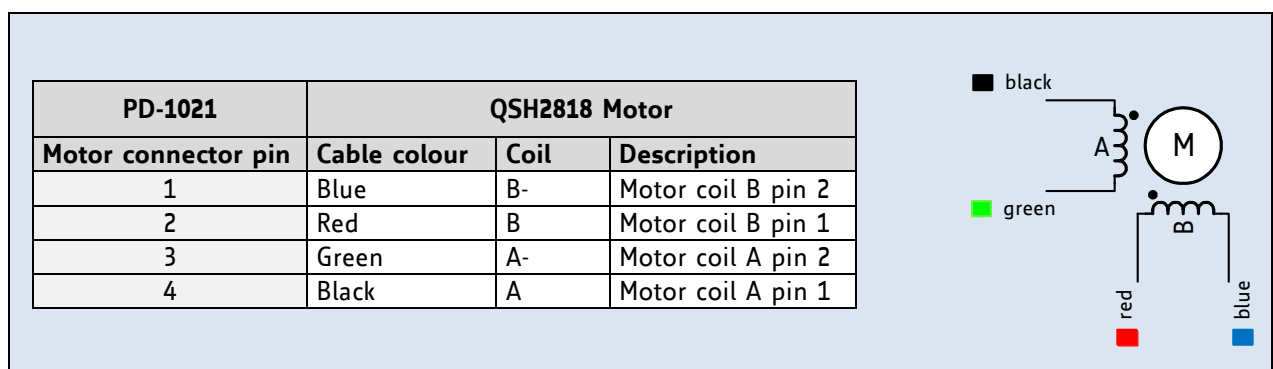 PD-1021 QSH2818 Motor
Motor connector pin Cable colour Coil Description
1 Blue B- Motor coil B pin 2
2 Red B Motor coil B pin 1
3 Green A- Motor coil A pin 2
4 Black A Motor coil A pin 1
black
A M
green
B
red blue